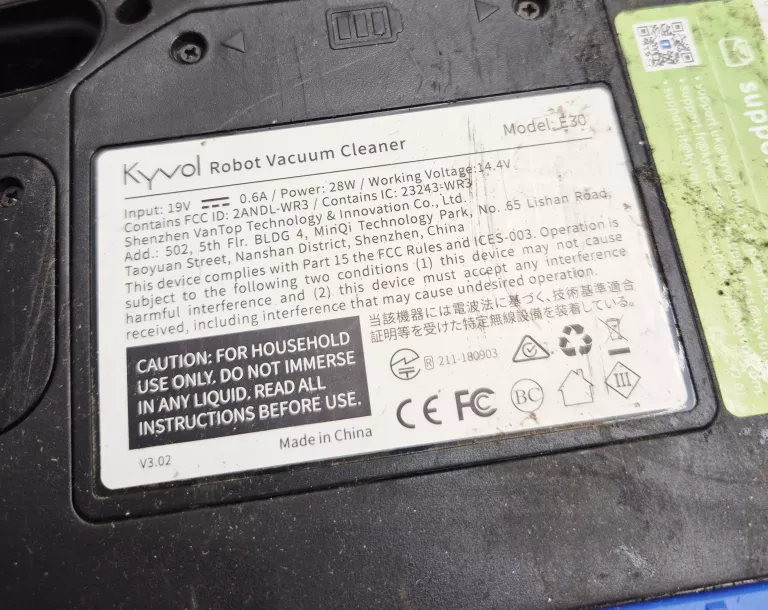 Kyvol Robot Vacuum Cleaner Model: E30
Input: 19V 0.6A / Power: 28W / Working Voltage:14.4V
Contains FCC ID: 2ANDL-WR3 / Contains IC: 23243-WR3
Shenzhen VanTop Technology & Innovation Co., Ltd.
Add.: 502, 5th Flr. BLDG 4, MinQi Technology Park, No. 65 Lishan Road,
Taoyuan Street, Nanshan District, Shenzhen, China
This device complies with Part 15 the FCC Rules and ICES-003. Operation is
subject to the following two conditions (1) this device may not cause
harmful interference and (2) this device must accept any interference
received, including interference that may cause undesired operation.
当該機器には電波法に基づく、技術基準適合
証明等を受けた特定無線設備を装着している。
CAUTION: FOR HOUSEHOLD
USE ONLY. DO NOT IMMERSE
IN ANY LIQUID. READ ALL
INSTRUCTIONS BEFORE USE.
R 211-180903
CE FC BC III
Made in China
V3.02
suppo